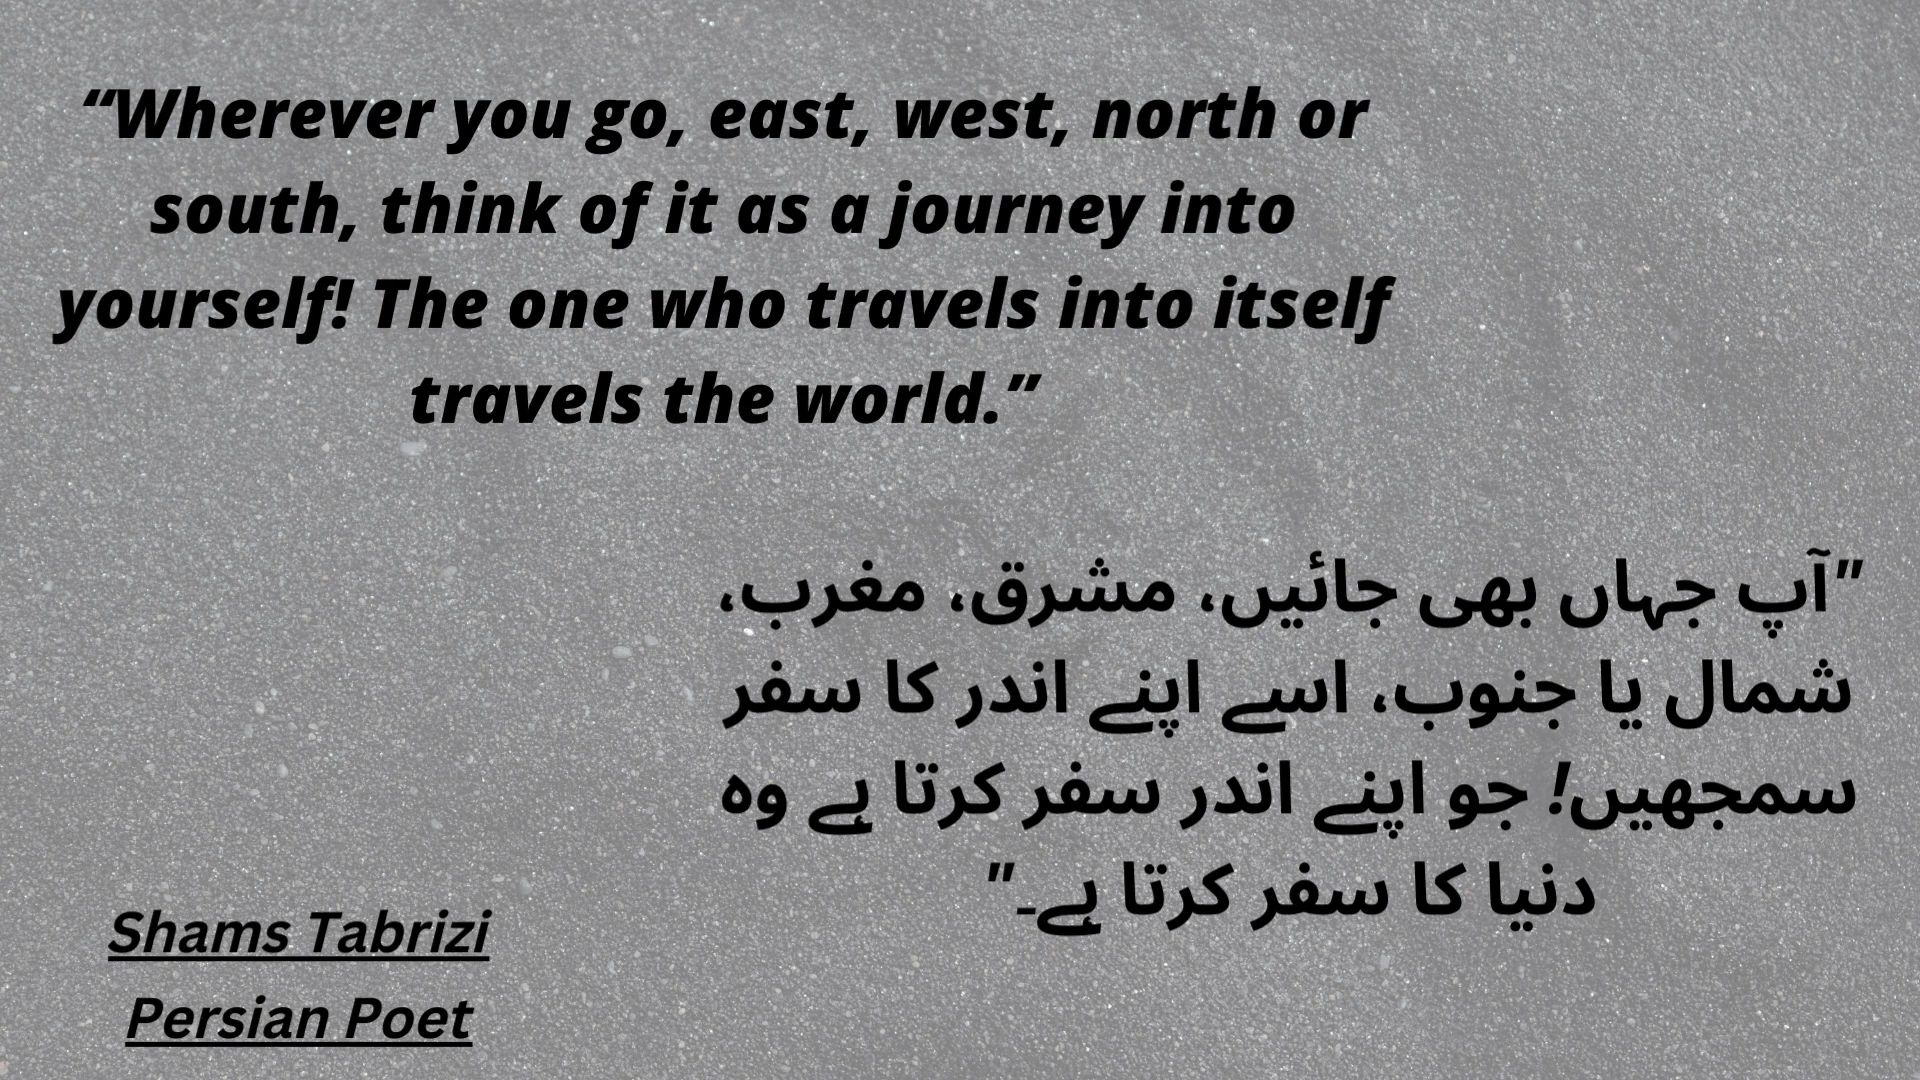 “Wherever you go, east, west, north or
south, think of it as a journey into
yourself! The one who travels into itself
travels the world.”
"آپ جہاں بھی جائیں، مشرق، مغرب،
شمال یا جنوب، اسے اپنے اندر کا سفر
سمجھیں! جو اپنے اندر سفر کرتا ہے وہ
دنیا کا سفر کرتا ہے۔"
Shams Tabrizi
Persian Poet